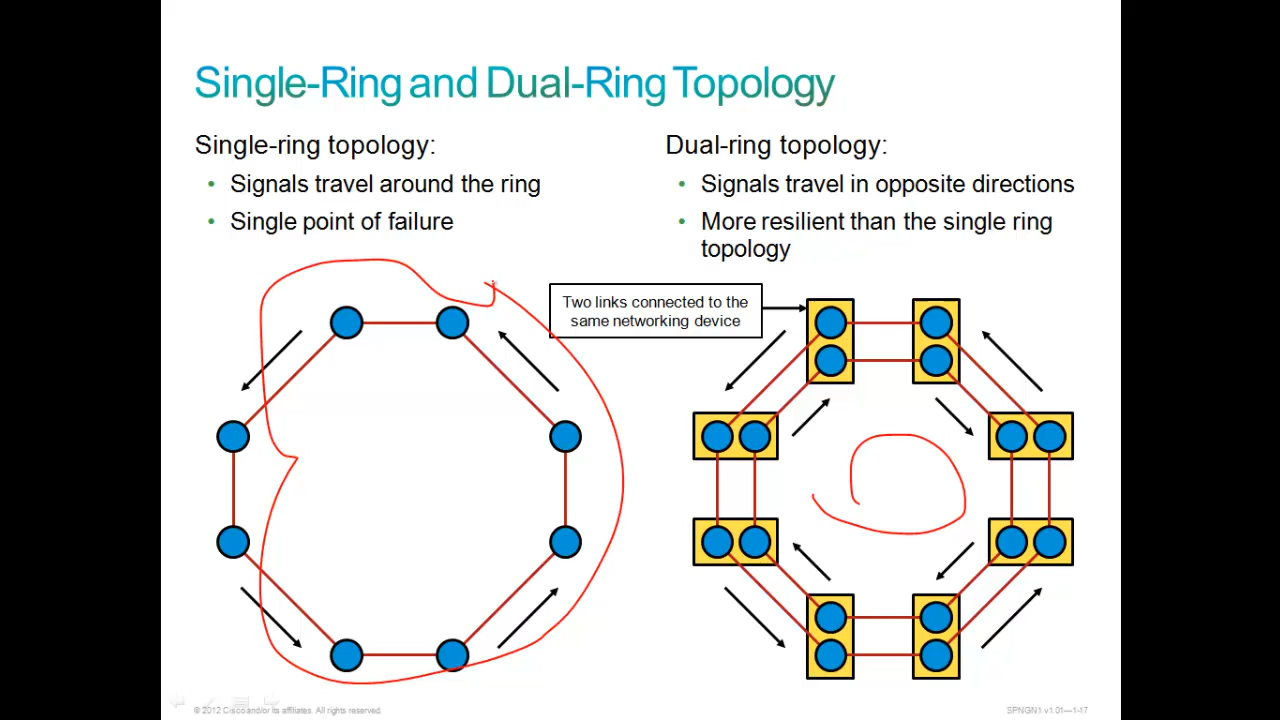 Single-Ring and Dual-Ring Topology
Single-ring topology:
• Signals travel around the ring
• Single point of failure
Dual-ring topology:
• Signals travel in opposite directions
• More resilient than the single ring
topology
Two links connected to the
same networking device
© 2012 Cisco and/or its affiliates. All rights reserved.
SPNGN1 v1.01—1-17